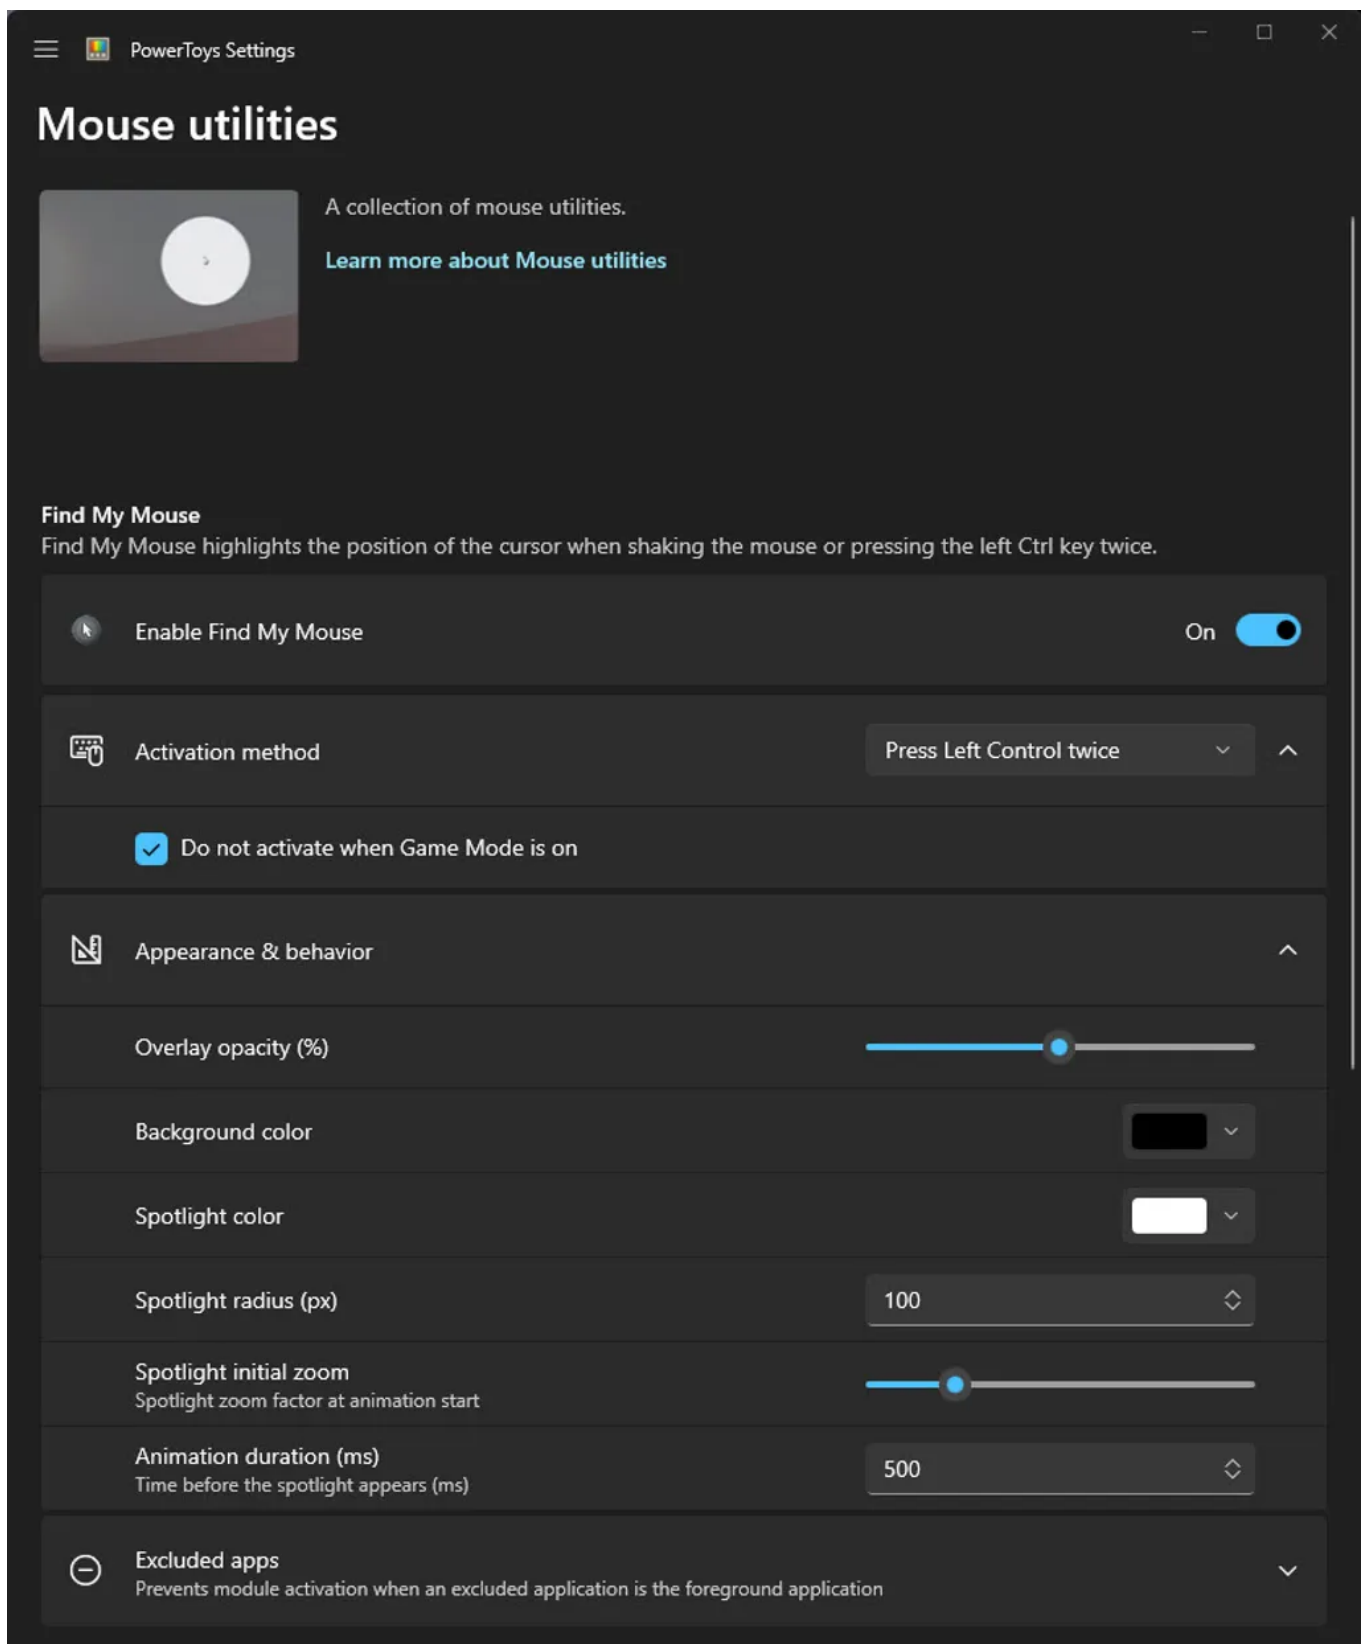 PowerToys Settings
Mouse utilities
A collection of mouse utilities.
Learn more about Mouse utilities
Find My Mouse
Find My Mouse highlights the position of the cursor when shaking the mouse or pressing the left Ctrl key twice.
Enable Find My Mouse
On
Activation method
Press Left Control twice
Do not activate when Game Mode is on
Appearance & behavior
Overlay opacity (%)
Background color
Spotlight color
Spotlight radius (px)
100
Spotlight initial zoom
Spotlight zoom factor at animation start
Animation duration (ms)
Time before the spotlight appears (ms)
500
Excluded apps
Prevents module activation when an excluded application is the foreground application